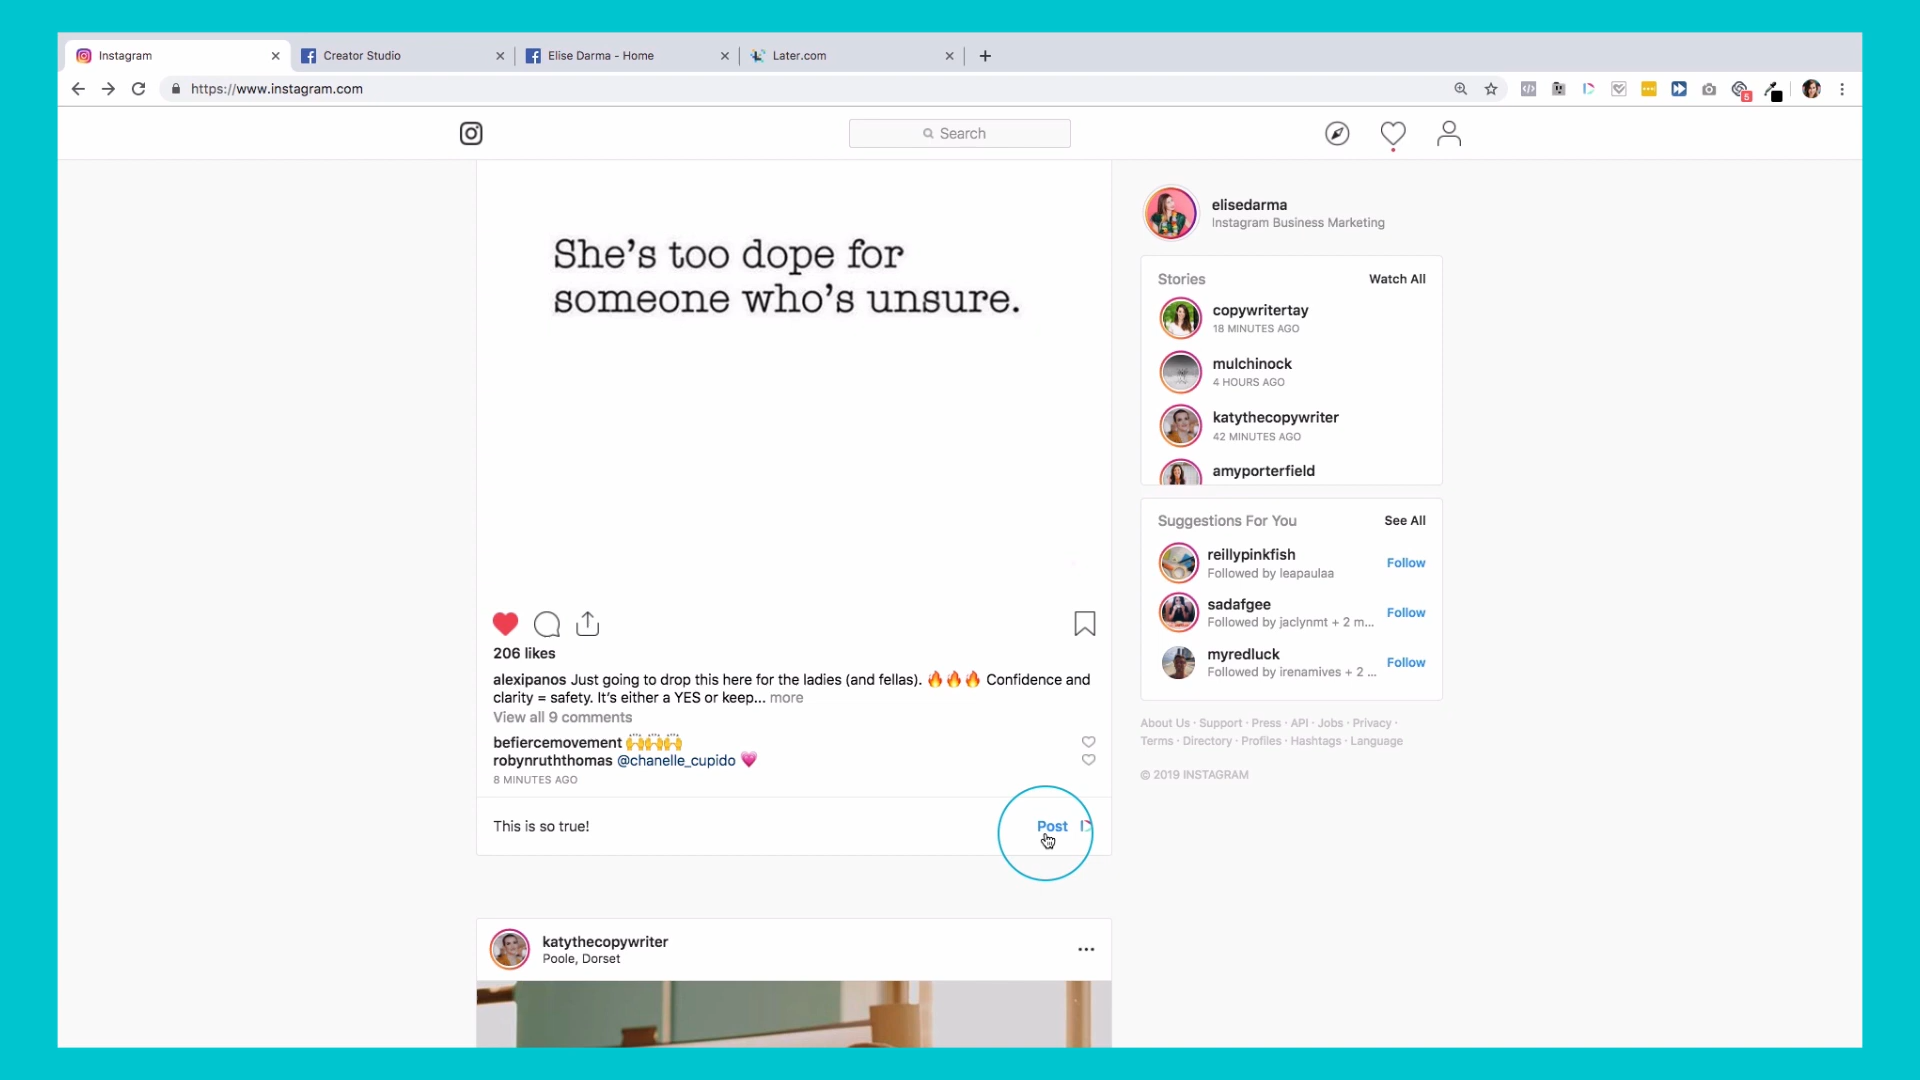 Instagram
Creator Studio
Elise Darma - Home
Later.com
https://www.instagram.com
5
Search
She's too dope for
someone who's unsure.
206 likes
alexipanos Just going to drop this here for the ladies (and fellas). 🔥🔥🔥 Confidence and
clarity = safety. It's either a YES or keep... more
View all 9 comments
befiercemovement 🙌🙌🙌
robynruththomas @chanelle_cupido 💗
8 MINUTES AGO
This is so true!
Post
katythecopywriter
Poole, Dorset
elisedarma
Instagram Business Marketing
Stories
Watch All
copywritertay
18 MINUTES AGO
mulchinock
4 HOURS AGO
katythecopywriter
42 MINUTES AGO
amyporterfield
Suggestions For You
See All
reillypinkfish
Followed by leapaulaa
Follow
sadafgee
Followed by jaclynmt + 2 m...
Follow
myredluck
Followed by irenamives + 2 ...
Follow
About Us · Support · Press · API · Jobs · Privacy ·
Terms · Directory · Profiles · Hashtags · Language
© 2019 INSTAGRAM